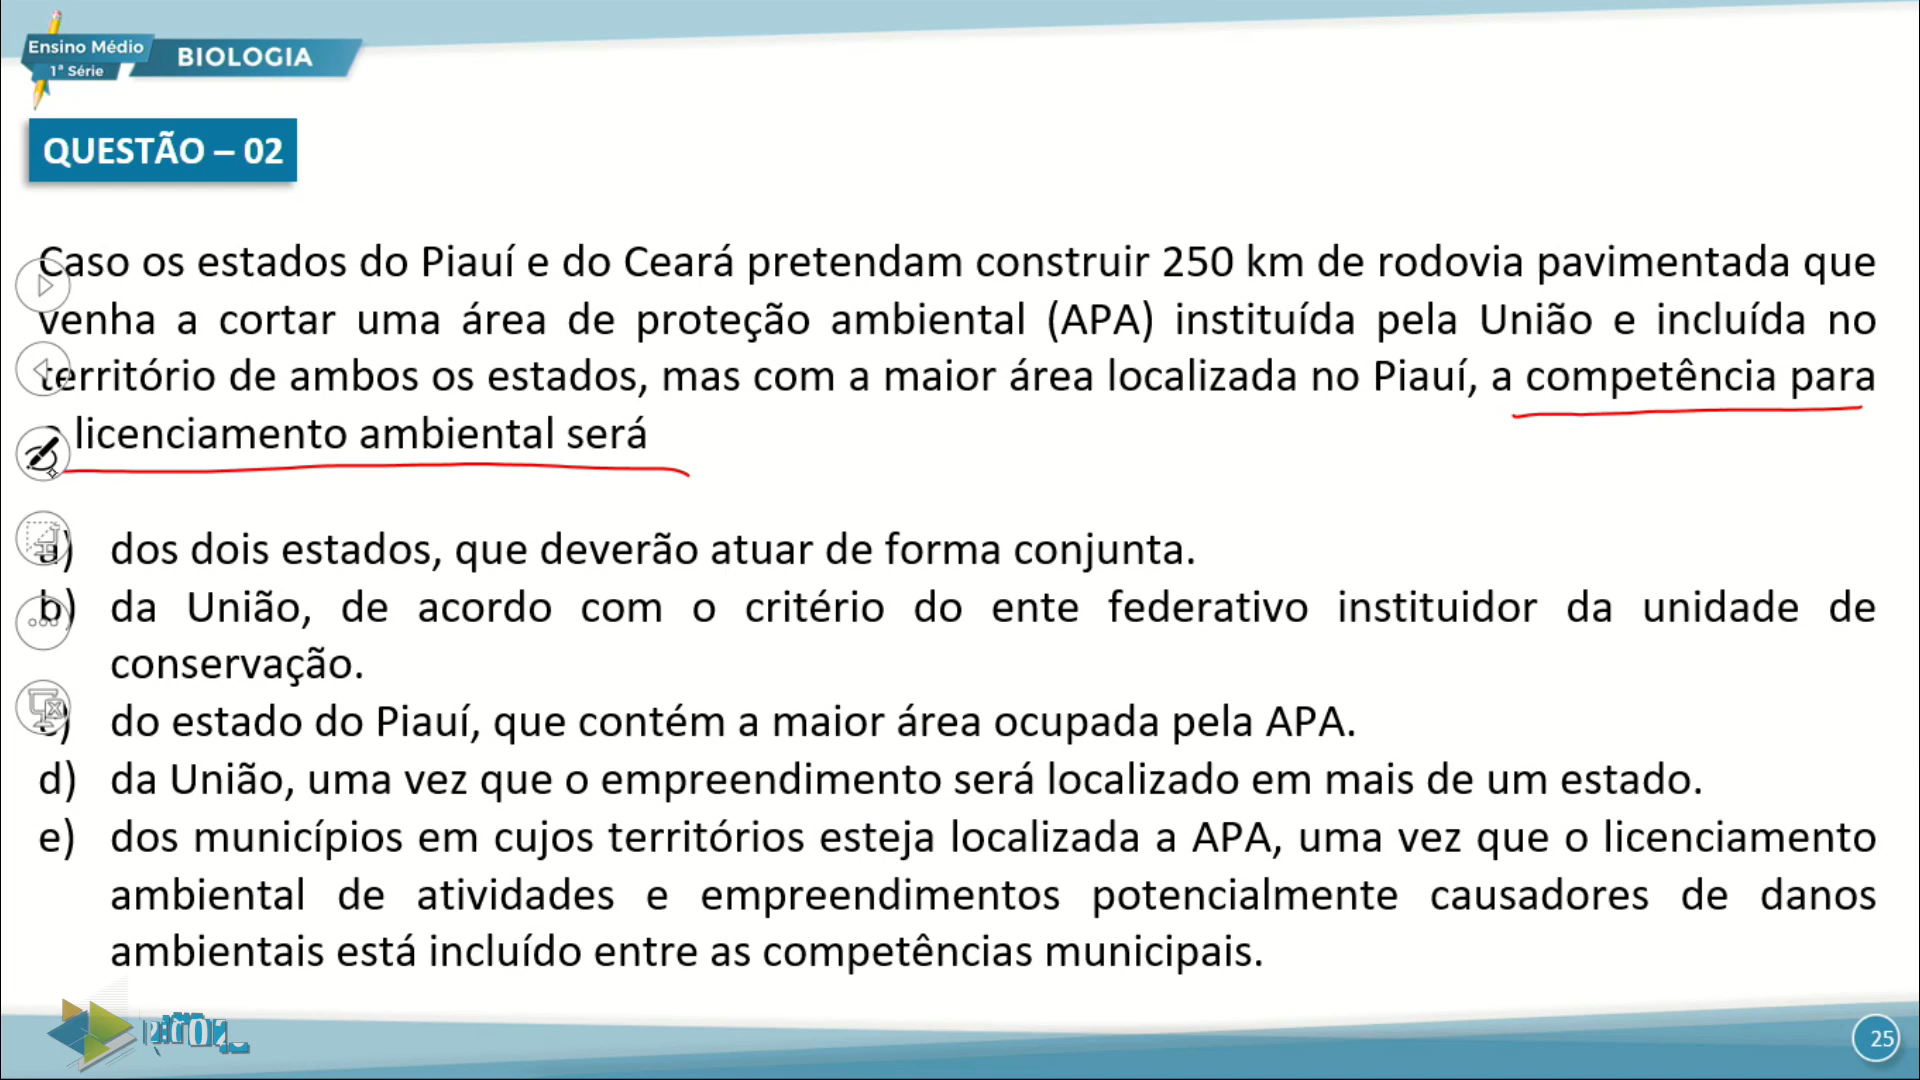 Ensino Médio
1ª Série
BIOLOGIA
QUESTÃO – 02
Caso os estados do Piauí e do Ceará pretendam construir 250 km de rodovia pavimentada que
venha a cortar uma área de proteção ambiental (APA) instituída pela União e incluída no
território de ambos os estados, mas com a maior área localizada no Piauí, a competência para
licenciamento ambiental será
a) dos dois estados, que deverão atuar de forma conjunta.
b) da União, de acordo com o critério do ente federativo instituidor da unidade de
conservação.
c) do estado do Piauí, que contém a maior área ocupada pela APA.
d) da União, uma vez que o empreendimento será localizado em mais de um estado.
e) dos municípios em cujos territórios esteja localizada a APA, uma vez que o licenciamento
ambiental de atividades e empreendimentos potencialmente causadores de danos
ambientais está incluído entre as competências municipais.
25